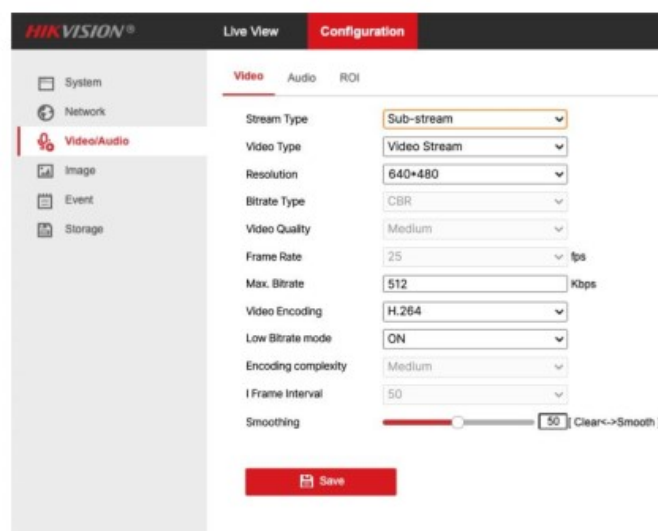 HIKVISION®
Live View
Configuration
System
Network
Video/Audio
Image
Event
Storage
Video
Audio
ROI
Stream Type
Sub-stream
Video Type
Video Stream
Resolution
640*480
Bitrate Type
CBR
Video Quality
Medium
Frame Rate
25
fps
Max. Bitrate
512
Kbps
Video Encoding
H.264
Low Bitrate mode
ON
Encoding complexity
Medium
I Frame Interval
50
Smoothing
50
[ Clear<->Smooth ]
Save